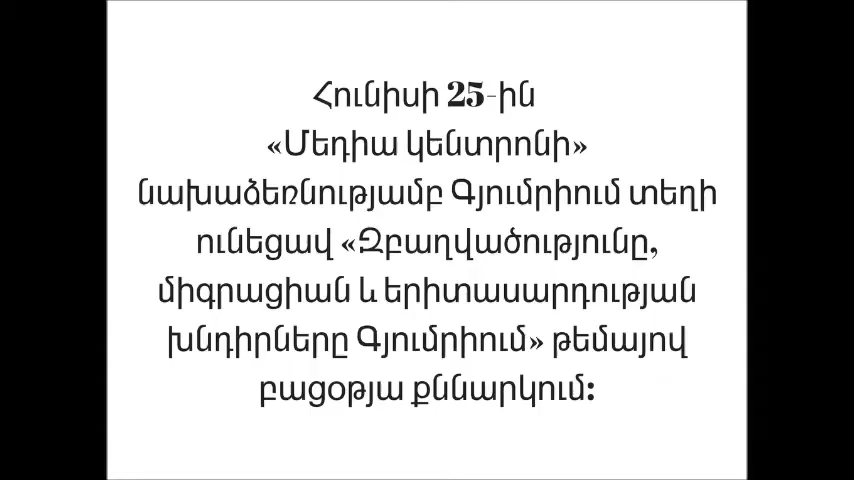 Հունիսի 25-ին
«Մեդիա կենտրոնի»
նախաձեռնությամբ Գյումրիում տեղի
ունեցավ «Զբաղվածությունը,
միգրացիան և երիտասարդության
խնդիրները Գյումրիում» թեմայով
բացօթյա քննարկում: